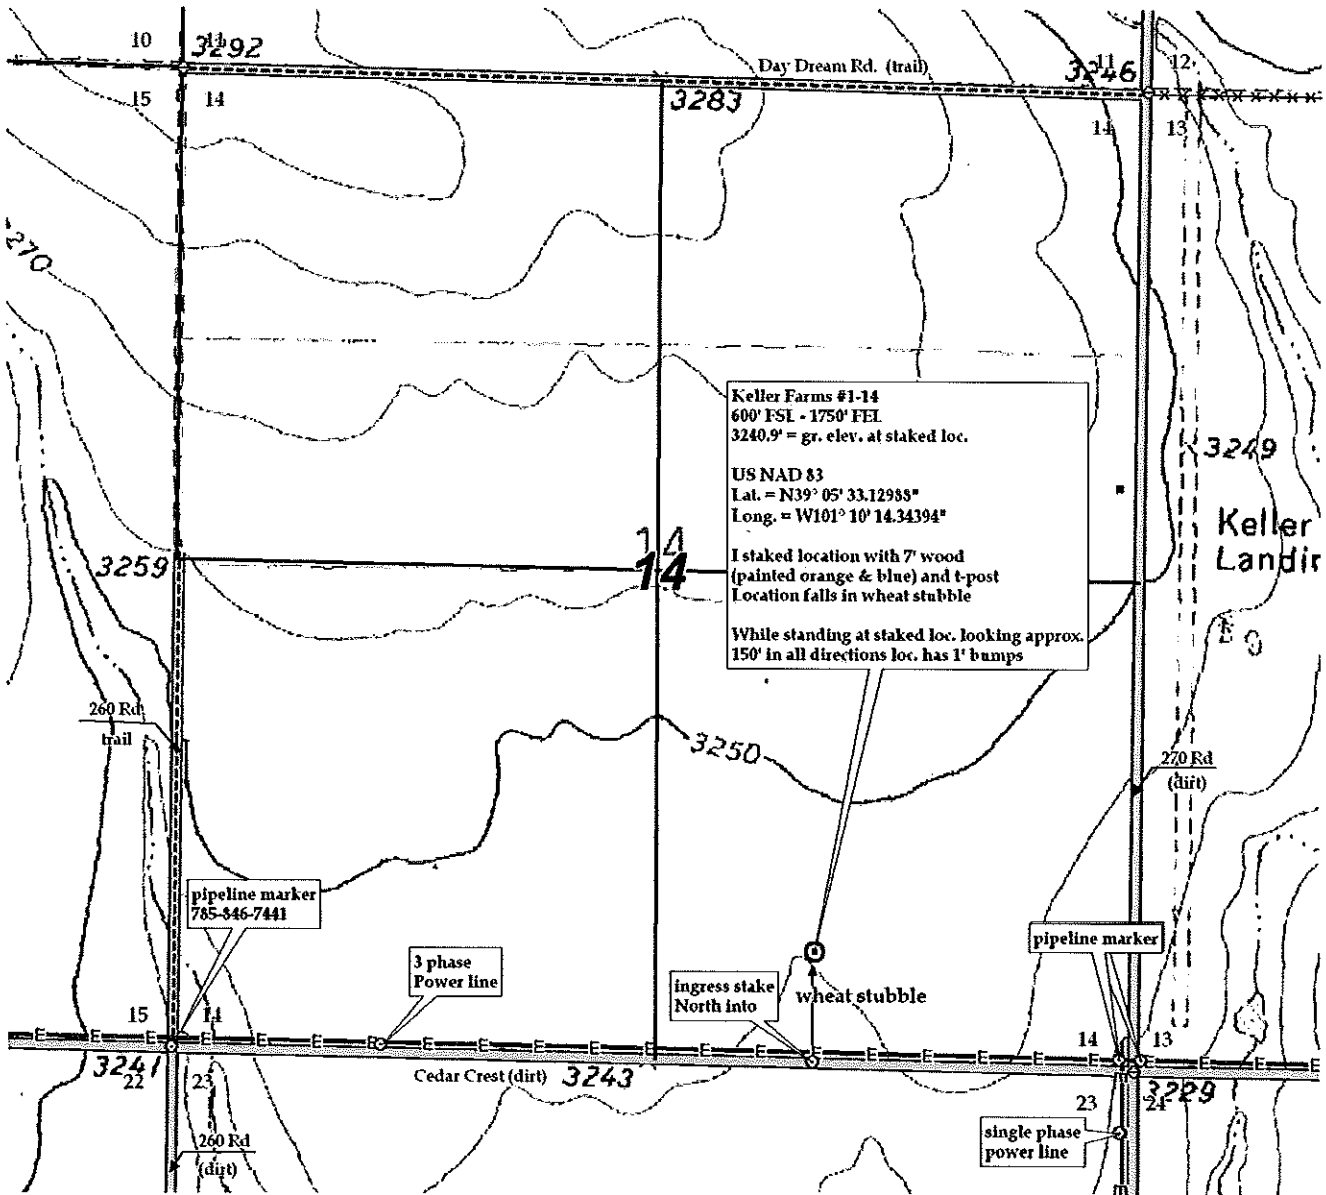 10
11
3292
Day Dream Rd. (trail)
11
3246
12
15
14
3283
14
13
270
Keller Farms #1-14
600' FSL - 1750' FEL
3240.9' = gr. elev. at staked loc.
US NAD 83
Lat. = N39° 05' 33.12988"
Long. = W101° 10' 14.34394"
I staked location with 7' wood
(painted orange & blue) and t-post
Location falls in wheat stubble
While standing at staked loc. looking approx.
150' in all directions loc. has 1' bumps
3249
Keller
Landin
14
14
3259
260 Rd
trail
3250
270 Rd
(dirt)
pipeline marker
785-846-7441
3 phase
Power line
ingress stake
North into
wheat stubble
pipeline marker
15
14
14
13
E E E E E E E E E E E E E E E E E E E E E E E
3241
22
23
Cedar Crest (dirt)
3243
23
24
3229
260 Rd
(dirt)
single phase
power line